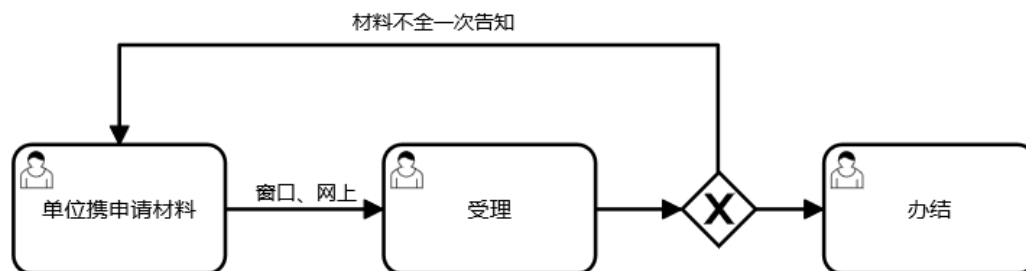 材料不全一次告知
单位携申请材料
窗口、网上
受理
办结